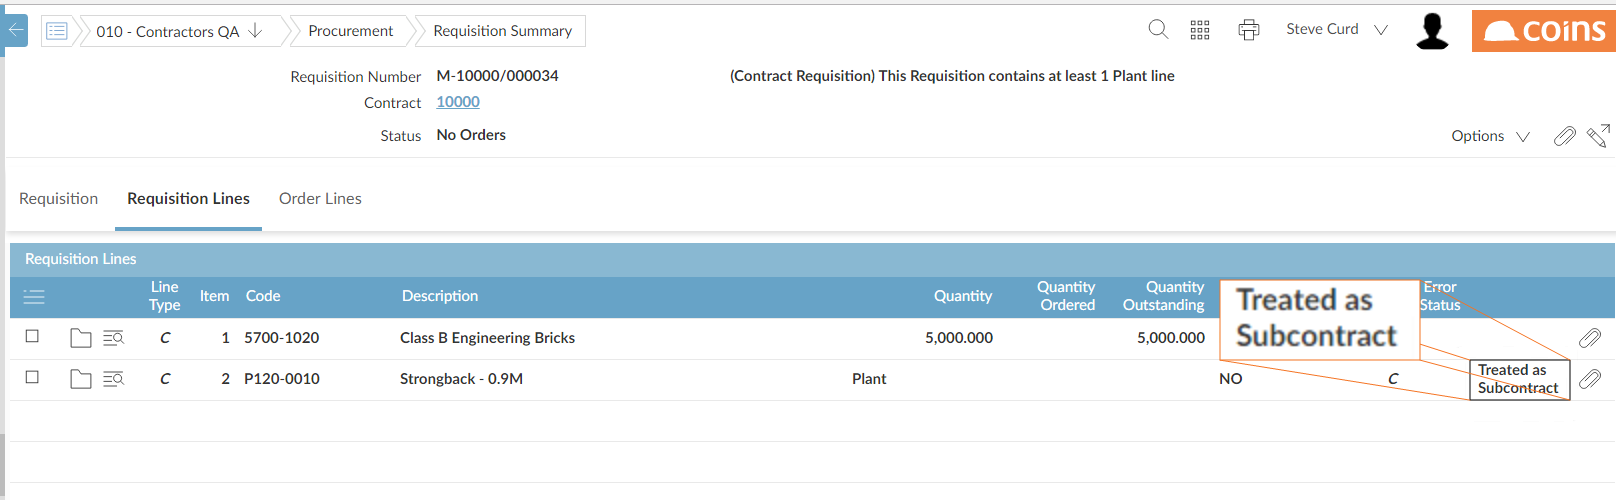 010 - Contractors QA
Procurement
Requisition Summary
Steve Curd
coins
Requisition Number M-10000/000034
(Contract Requisition) This Requisition contains at least 1 Plant line
Contract 10000
Status No Orders
Options
Requisition Requisition Lines Order Lines
Requisition Lines
Line Type Item Code Description Quantity Quantity Ordered Quantity Outstanding Error Status
Treated as
Subcontract
C 1 5700-1020 Class B Engineering Bricks 5,000.000 5,000.000
C 2 P120-0010 Strongback - 0.9M Plant NO C
Treated as
Subcontract